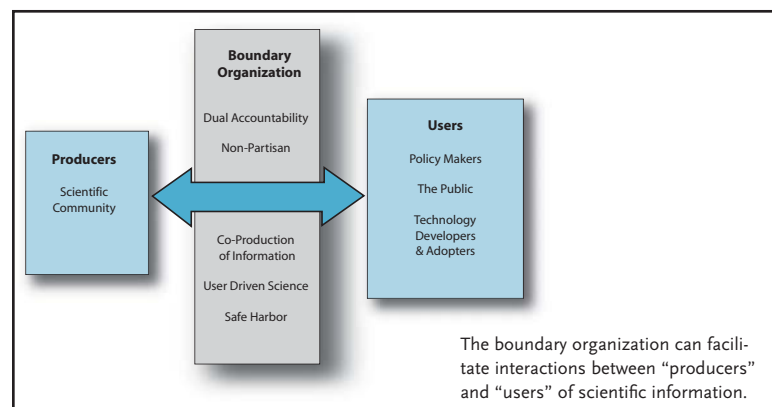 Boundary
Organization
Dual Accountability
Non-Partisan
Co-Production
of Information
User Driven Science
Safe Harbor
Producers
Scientific
Community
Users
Policy Makers
The Public
Technology
Developers
& Adopters
The boundary organization can facili-
tate interactions between “producers”
and “users” of scientific information.